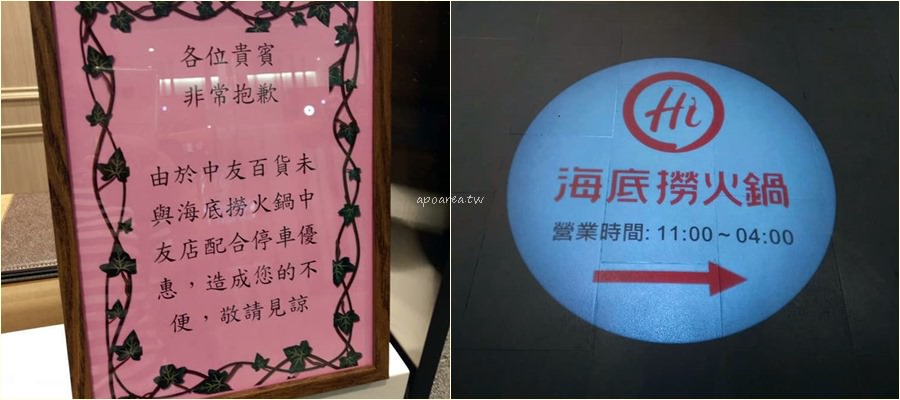 各位貴賓
非常抱歉
由於中友百貨未
與海底撈火鍋中
友店配合停車優
惠，造成您的不
便，敬請見諒
apoarea.tw
Hi
海底撈火鍋
營業時間: 11:00~04:00